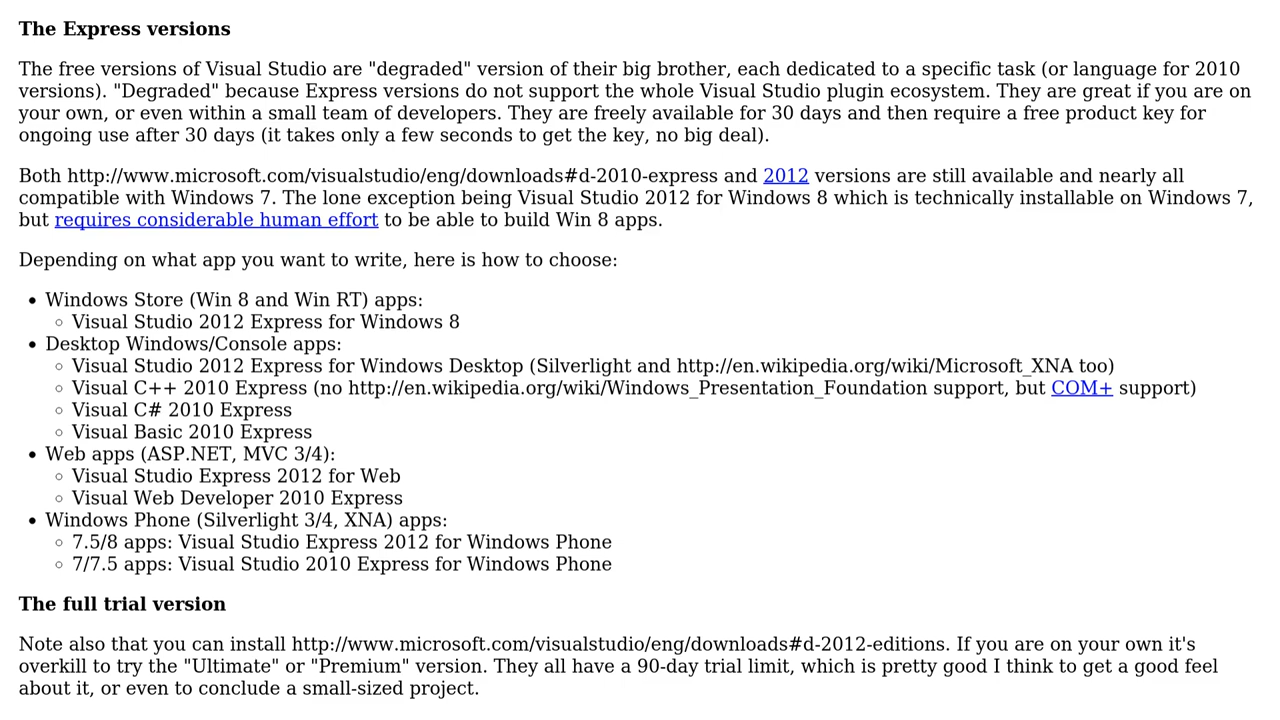 The Express versions
The free versions of Visual Studio are "degraded" version of their big brother, each dedicated to a specific task (or language for 2010
versions). "Degraded" because Express versions do not support the whole Visual Studio plugin ecosystem. They are great if you are on
your own, or even within a small team of developers. They are freely available for 30 days and then require a free product key for
ongoing use after 30 days (it takes only a few seconds to get the key, no big deal).
Both http://www.microsoft.com/visualstudio/eng/downloads#d-2010-express and 2012 versions are still available and nearly all
compatible with Windows 7. The lone exception being Visual Studio 2012 for Windows 8 which is technically installable on Windows 7,
but requires considerable human effort to be able to build Win 8 apps.
Depending on what app you want to write, here is how to choose:
• Windows Store (Win 8 and Win RT) apps:
◦ Visual Studio 2012 Express for Windows 8
• Desktop Windows/Console apps:
◦ Visual Studio 2012 Express for Windows Desktop (Silverlight and http://en.wikipedia.org/wiki/Microsoft_XNA too)
◦ Visual C++ 2010 Express (no http://en.wikipedia.org/wiki/Windows_Presentation_Foundation support, but COM+ support)
◦ Visual C# 2010 Express
◦ Visual Basic 2010 Express
• Web apps (ASP.NET, MVC 3/4):
◦ Visual Studio Express 2012 for Web
◦ Visual Web Developer 2010 Express
• Windows Phone (Silverlight 3/4, XNA) apps:
◦ 7.5/8 apps: Visual Studio Express 2012 for Windows Phone
◦ 7/7.5 apps: Visual Studio 2010 Express for Windows Phone
The full trial version
Note also that you can install http://www.microsoft.com/visualstudio/eng/downloads#d-2012-editions. If you are on your own it's
overkill to try the "Ultimate" or "Premium" version. They all have a 90-day trial limit, which is pretty good I think to get a good feel
about it, or even to conclude a small-sized project.